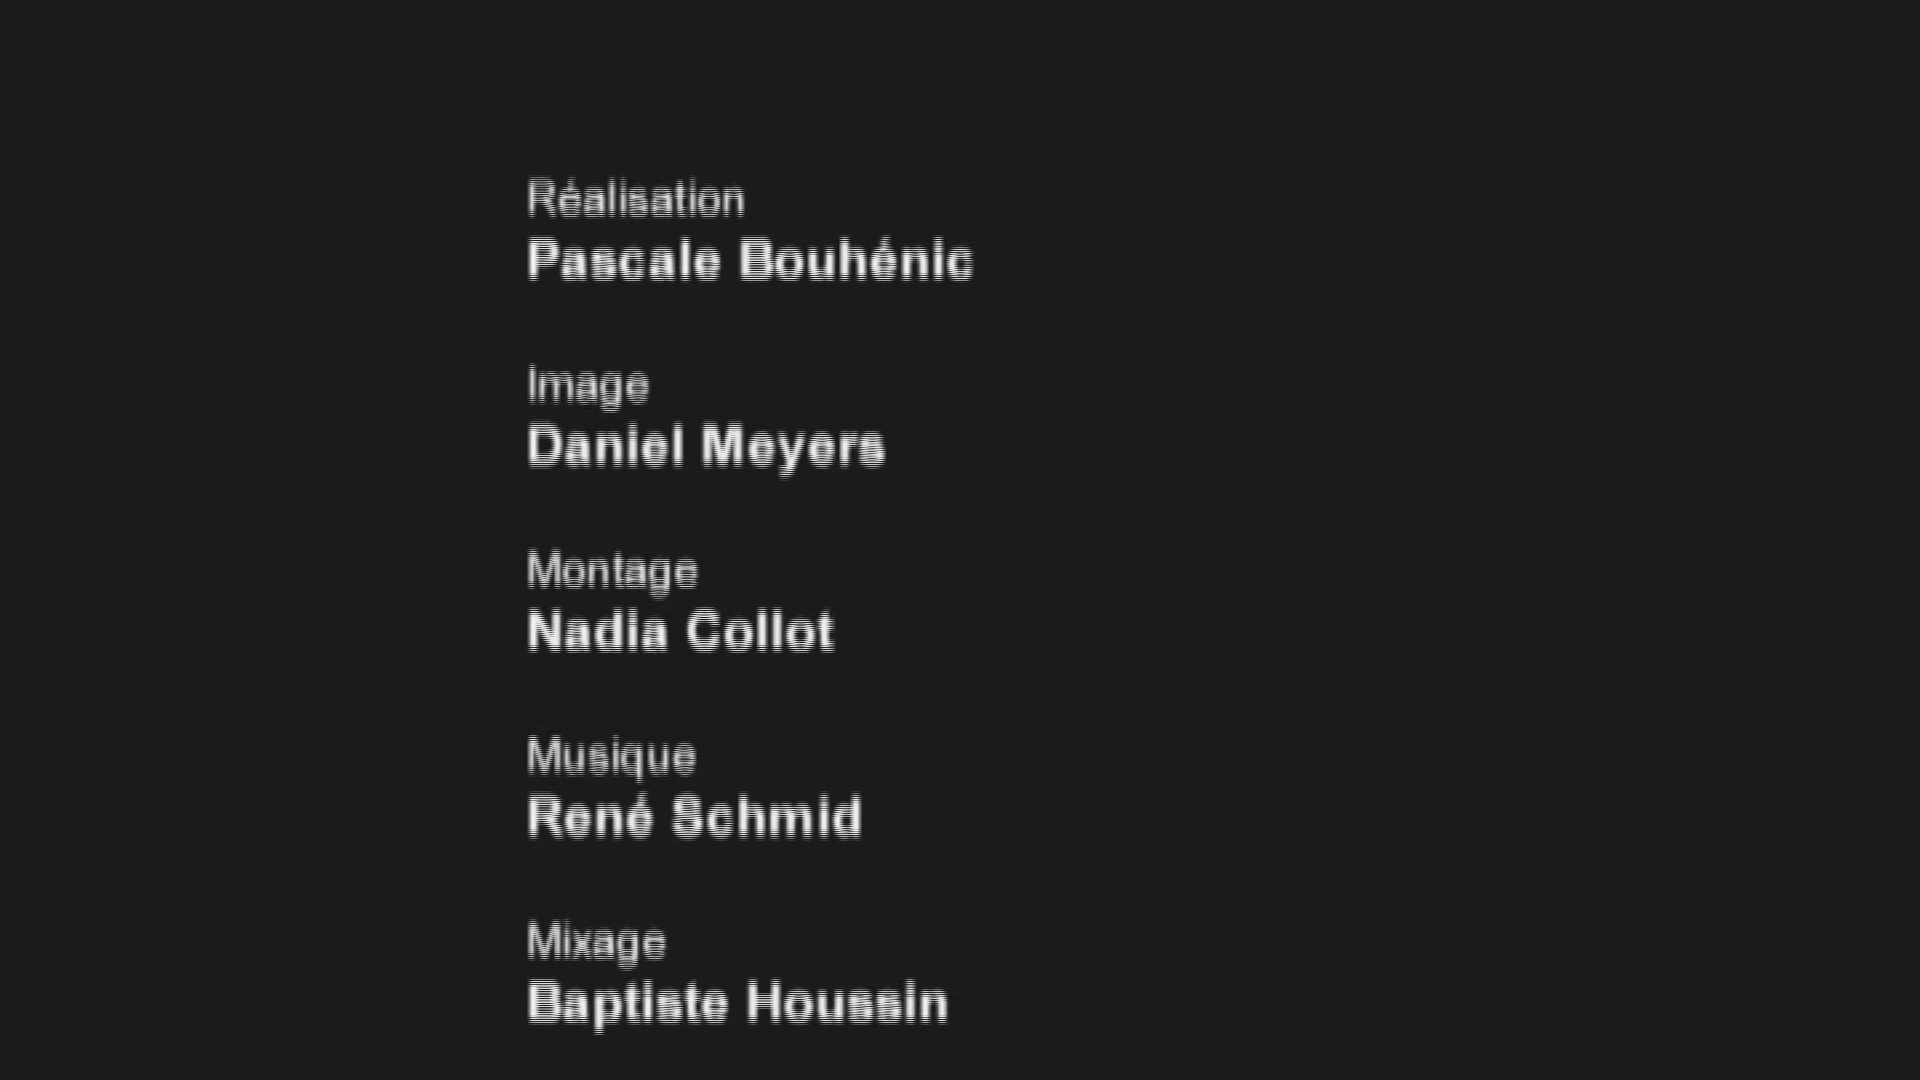 Réalisation
Pascale Bouhénic
Image
Daniel Meyers
Montage
Nadia Collot
Musique
René Schmid
Mixage
Baptiste Houssin